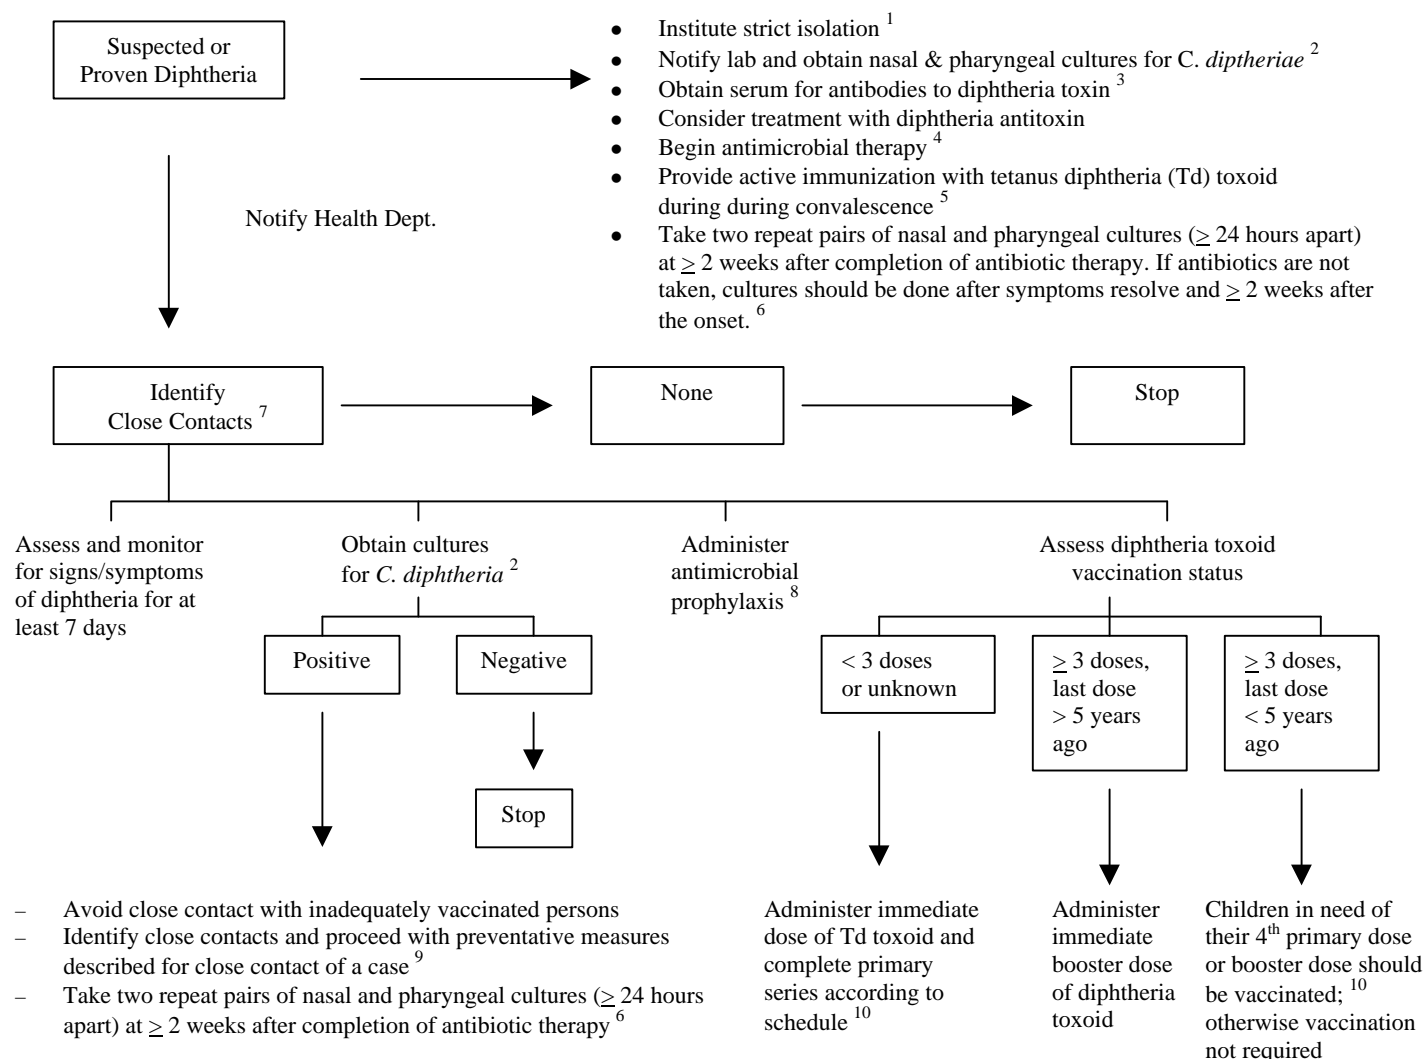 Suspected or
Proven Diphtheria
● Institute strict isolation 1
● Notify lab and obtain nasal & pharyngeal cultures for C. diptheriae 2
● Obtain serum for antibodies to diphtheria toxin 3
● Consider treatment with diphtheria antitoxin
● Begin antimicrobial therapy 4
● Provide active immunization with tetanus diphtheria (Td) toxoid
during during convalescence 5
● Take two repeat pairs of nasal and pharyngeal cultures (≥ 24 hours apart)
at ≥ 2 weeks after completion of antibiotic therapy. If antibiotics are not
taken, cultures should be done after symptoms resolve and ≥ 2 weeks after
the onset. 6
Notify Health Dept.
Identify
Close Contacts 7
None
Stop
Assess and monitor
for signs/symptoms
of diphtheria for at
least 7 days
Obtain cultures
for C. diphtheria 2
Administer
antimicrobial
prophylaxis 8
Assess diphtheria toxoid
vaccination status
Positive
Negative
Stop
< 3 doses
or unknown
≥ 3 doses,
last dose
> 5 years
ago
≥ 3 doses,
last dose
< 5 years
ago
– Avoid close contact with inadequately vaccinated persons
– Identify close contacts and proceed with preventative measures
described for close contact of a case 9
– Take two repeat pairs of nasal and pharyngeal cultures (≥ 24 hours
apart) at ≥ 2 weeks after completion of antibiotic therapy 6
Administer immediate
dose of Td toxoid and
complete primary
series according to
schedule 10
Administer
immediate
booster dose
of diphtheria
toxoid
Children in need of
their 4th primary dose
or booster dose should
be vaccinated; 10
otherwise vaccination
not required